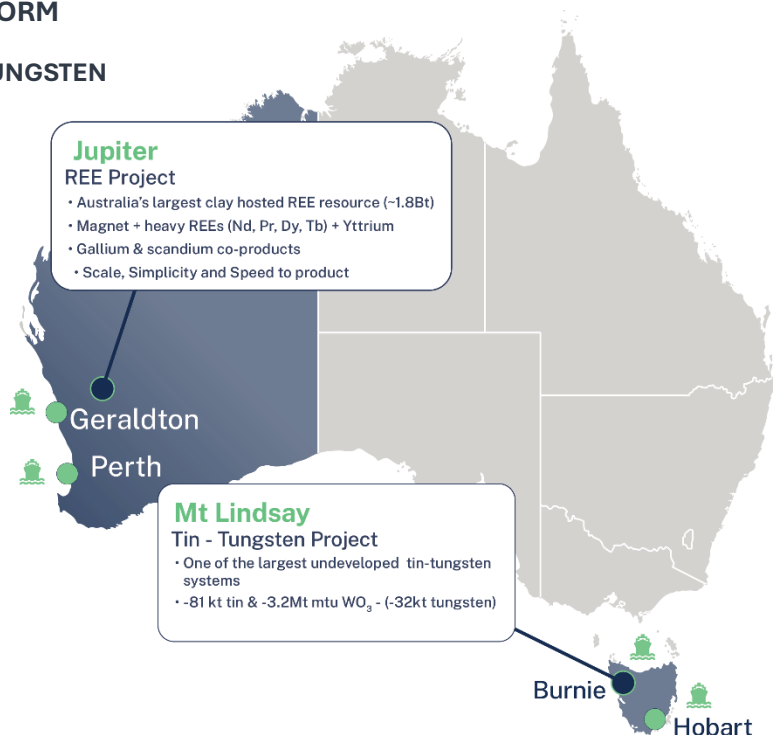 ORM
UNGSTEN
Jupiter
REE Project
• Australia's largest clay hosted REE resource (~1.8Bt)
• Magnet + heavy REEs (Nd, Pr, Dy, Tb) + Yttrium
• Gallium & scandium co-products
• Scale, Simplicity and Speed to product
Geraldton
Perth
Mt Lindsay
Tin - Tungsten Project
• One of the largest undeveloped tin-tungsten
systems
• -81 kt tin & -3.2Mt mtu WO₃ - (-32kt tungsten)
Burnie
Hobart